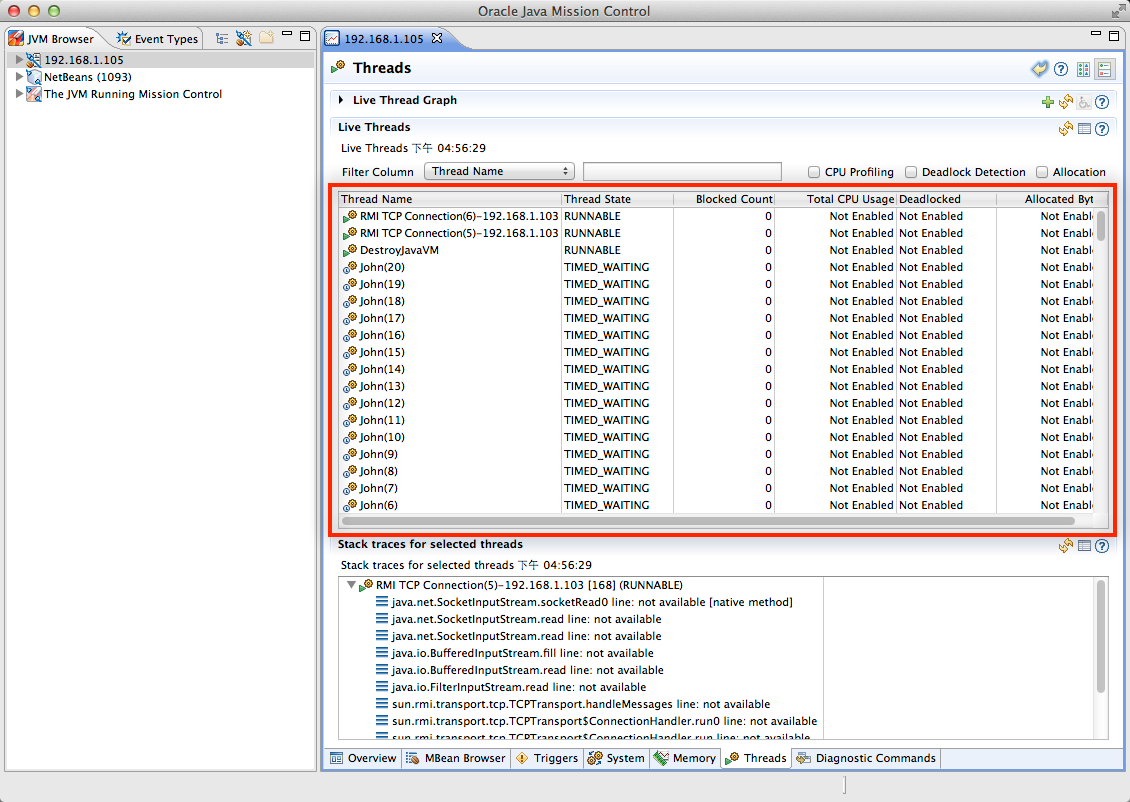 Oracle Java Mission Control
JVM Browser
Event Types
192.168.1.105
NetBeans (1093)
The JVM Running Mission Control
192.168.1.105
Threads
Live Thread Graph
Live Threads
Live Threads 下午 04:56:29
Filter Column Thread Name CPU Profiling Deadlock Detection Allocation
Thread Name Thread State Blocked Count Total CPU Usage Deadlocked Allocated Byt
RMI TCP Connection(6)-192.168.1.103 RUNNABLE 0 Not Enabled Not Enabled Not Enabl
RMI TCP Connection(5)-192.168.1.103 RUNNABLE 0 Not Enabled Not Enabled Not Enabl
DestroyJavaVM RUNNABLE 0 Not Enabled Not Enabled Not Enabl
John(20) TIMED_WAITING 0 Not Enabled Not Enabled Not Enabl
John(19) TIMED_WAITING 0 Not Enabled Not Enabled Not Enabl
John(18) TIMED_WAITING 0 Not Enabled Not Enabled Not Enabl
John(17) TIMED_WAITING 0 Not Enabled Not Enabled Not Enabl
John(16) TIMED_WAITING 0 Not Enabled Not Enabled Not Enabl
John(15) TIMED_WAITING 0 Not Enabled Not Enabled Not Enabl
John(14) TIMED_WAITING 0 Not Enabled Not Enabled Not Enabl
John(13) TIMED_WAITING 0 Not Enabled Not Enabled Not Enabl
John(12) TIMED_WAITING 0 Not Enabled Not Enabled Not Enabl
John(11) TIMED_WAITING 0 Not Enabled Not Enabled Not Enabl
John(10) TIMED_WAITING 0 Not Enabled Not Enabled Not Enabl
John(9) TIMED_WAITING 0 Not Enabled Not Enabled Not Enabl
John(8) TIMED_WAITING 0 Not Enabled Not Enabled Not Enabl
John(7) TIMED_WAITING 0 Not Enabled Not Enabled Not Enabl
John(6) TIMED_WAITING 0 Not Enabled Not Enabled Not Enabl
Stack traces for selected threads
Stack traces for selected threads 下午 04:56:29
RMI TCP Connection(5)-192.168.1.103 [168] (RUNNABLE)
java.net.SocketInputStream.socketRead0 line: not available [native method]
java.net.SocketInputStream.read line: not available
java.net.SocketInputStream.read line: not available
java.io.BufferedInputStream.fill line: not available
java.io.BufferedInputStream.read line: not available
java.io.FilterInputStream.read line: not available
sun.rmi.transport.tcp.TCPTransport.handleMessages line: not available
sun.rmi.transport.tcp.TCPTransport$ConnectionHandler.run0 line: not available
sun.rmi.transport.tcp.TCPTransport$ConnectionHandler.run line: not available
Overview MBean Browser Triggers System Memory Threads Diagnostic Commands